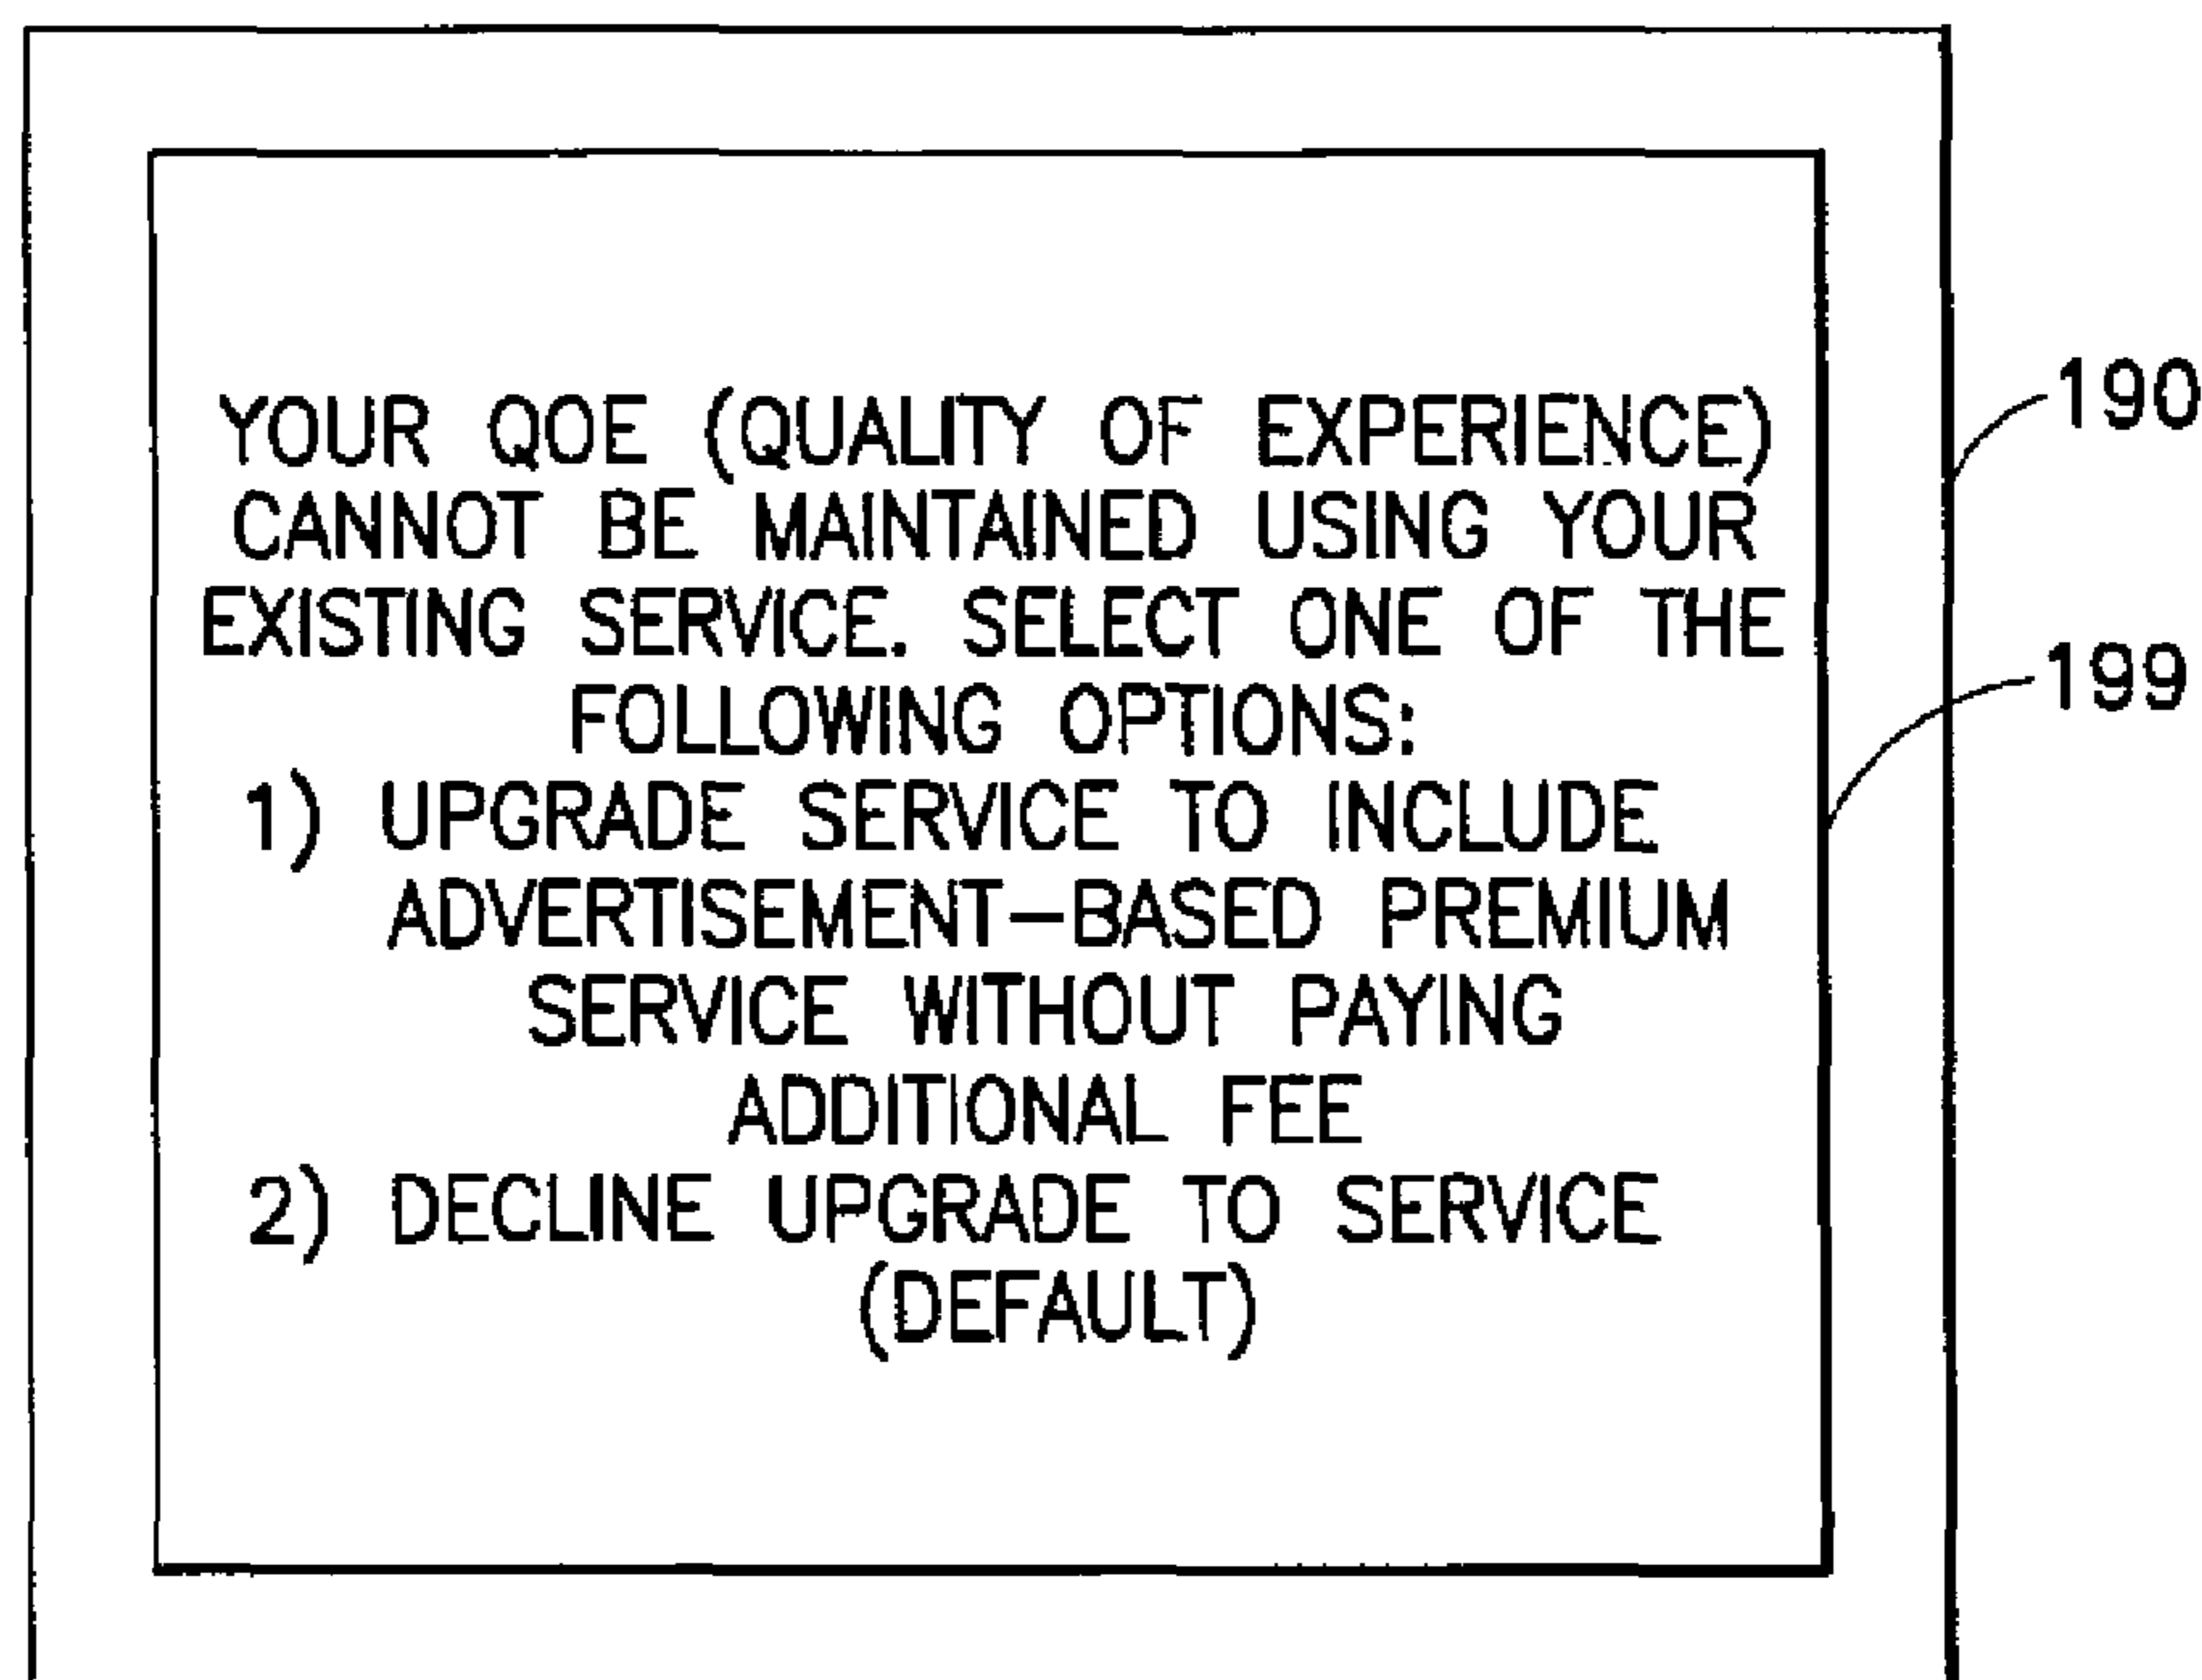 YOUR QOE (QUALITY OF EXPERIENCE)
CANNOT BE MAINTAINED USING YOUR
EXISTING SERVICE. SELECT ONE OF THE
FOLLOWING OPTIONS:
1) UPGRADE SERVICE TO INCLUDE
ADVERTISEMENT-BASED PREMIUM
SERVICE WITHOUT PAYING
ADDITIONAL FEE
2) DECLINE UPGRADE TO SERVICE
(DEFAULT)
190
199